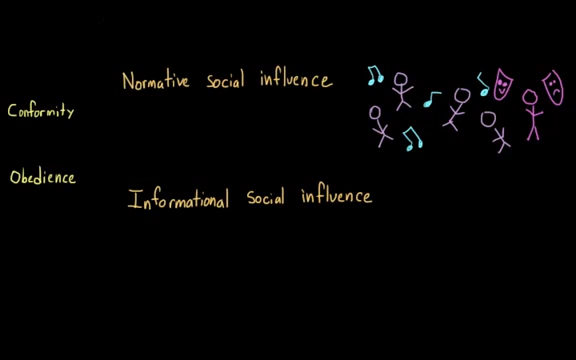 Normative social influence
Conformity
Obedience
Informational social influence